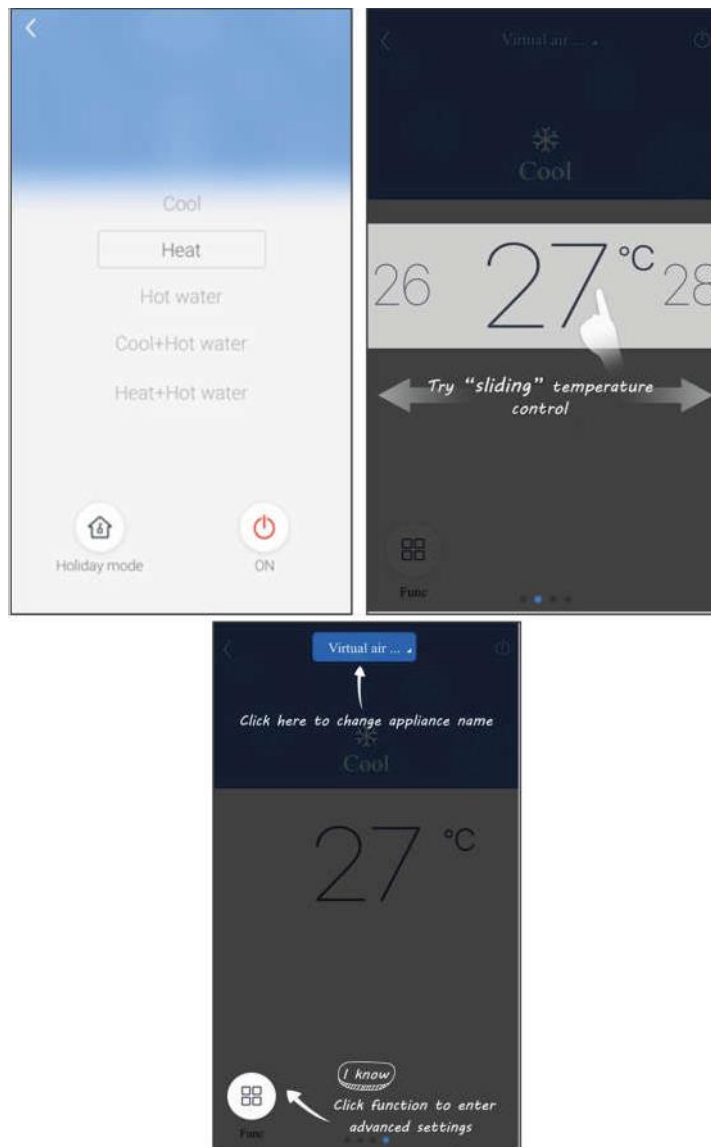 Cool
Heat
Hot water
Cool+Hot water
Heat+Hot water
Holiday mode
ON
Virtual air ...
Cool
26
27 °C
28
Try “sliding” temperature
control
Func
Virtual air ...
Click here to change appliance name
Cool
27 °C
I know
Click function to enter
advanced settings
Func